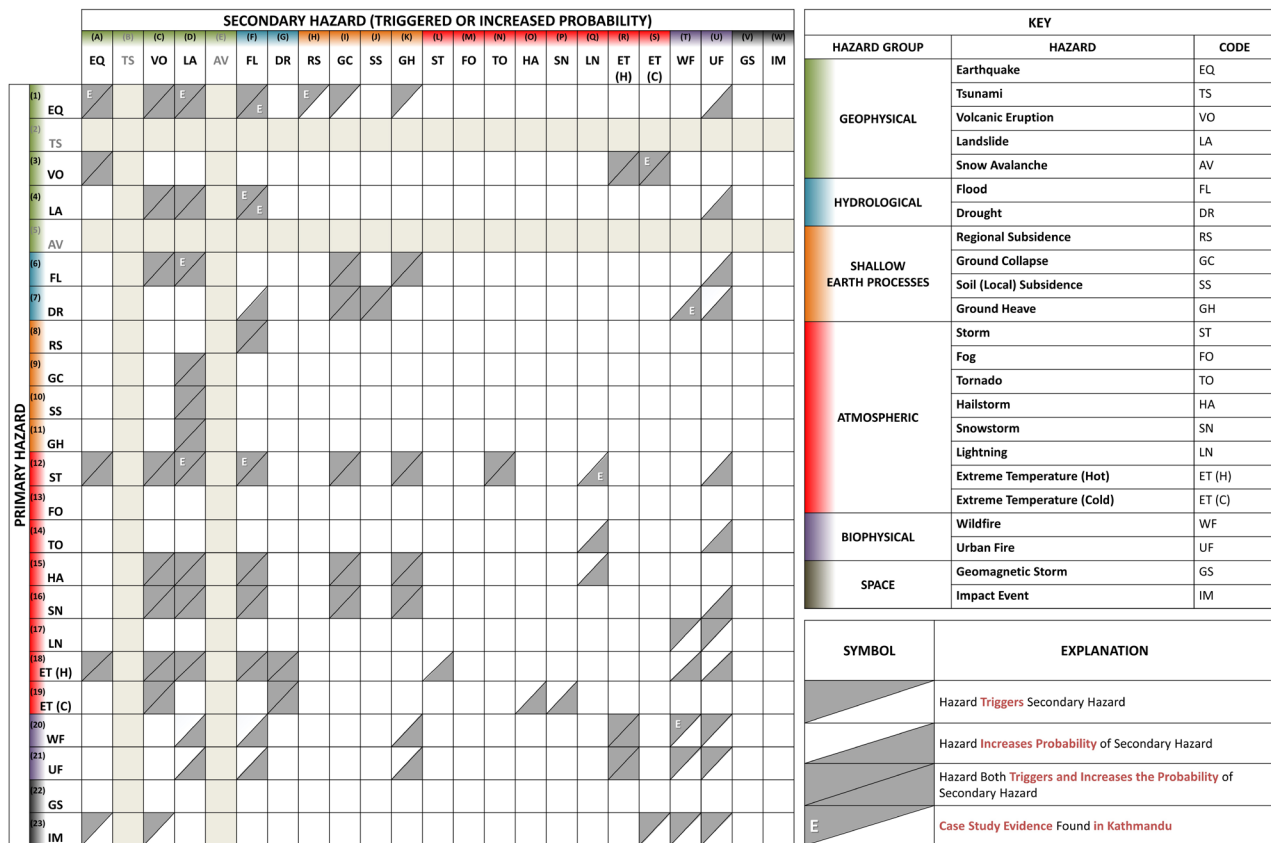 SECONDARY HAZARD (TRIGGERED OR INCREASED PROBABILITY)
(A) (B) (C) (D) (E) (F) (G) (H) (I) (J) (K) (L) (M) (N) (O) (P) (Q) (R) (S) (T) (U) (V) (W)
EQ TS VO LA AV FL DR RS GC SS GH ST FO TO HA SN LN ET (H) ET (C) WF UF GS IM
PRIMARY HAZARD
(1) EQ E E E E
(2) TS
(3) VO E
(4) LA E E
(5) AV
(6) FL E
(7) DR E
(8) RS
(9) GC
(10) SS
(11) GH
(12) ST E E E
(13) FO
(14) TO
(15) HA
(16) SN
(17) LN
(18) ET (H)
(19) ET (C)
(20) WF E
(21) UF
(22) GS
(23) IM
KEY
HAZARD GROUP HAZARD CODE
GEOPHYSICAL
Earthquake EQ
Tsunami TS
Volcanic Eruption VO
Landslide LA
Snow Avalanche AV
HYDROLOGICAL
Flood FL
Drought DR
SHALLOW
EARTH PROCESSES
Regional Subsidence RS
Ground Collapse GC
Soil (Local) Subsidence SS
Ground Heave GH
ATMOSPHERIC
Storm ST
Fog FO
Tornado TO
Hailstorm HA
Snowstorm SN
Lightning LN
Extreme Temperature (Hot) ET (H)
Extreme Temperature (Cold) ET (C)
BIOPHYSICAL
Wildfire WF
Urban Fire UF
SPACE
Geomagnetic Storm GS
Impact Event IM
SYMBOL EXPLANATION
Hazard Triggers Secondary Hazard
Hazard Increases Probability of Secondary Hazard
Hazard Both Triggers and Increases the Probability of
Secondary Hazard
E Case Study Evidence Found in Kathmandu